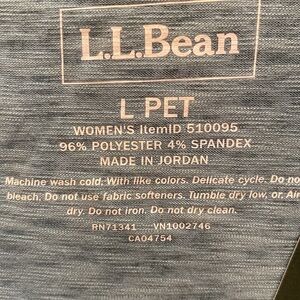 L.L.Bean
L PET
WOMEN'S ItemID 510095
96% POLYESTER 4% SPANDEX
MADE IN JORDAN
Machine wash cold. With like colors. Delicate cycle. Do no
bleach. Do not use fabric softeners. Tumble dry low, or, Air
dry. Do not iron. Do not dry clean.
RN71341 VN1002746
CA04754